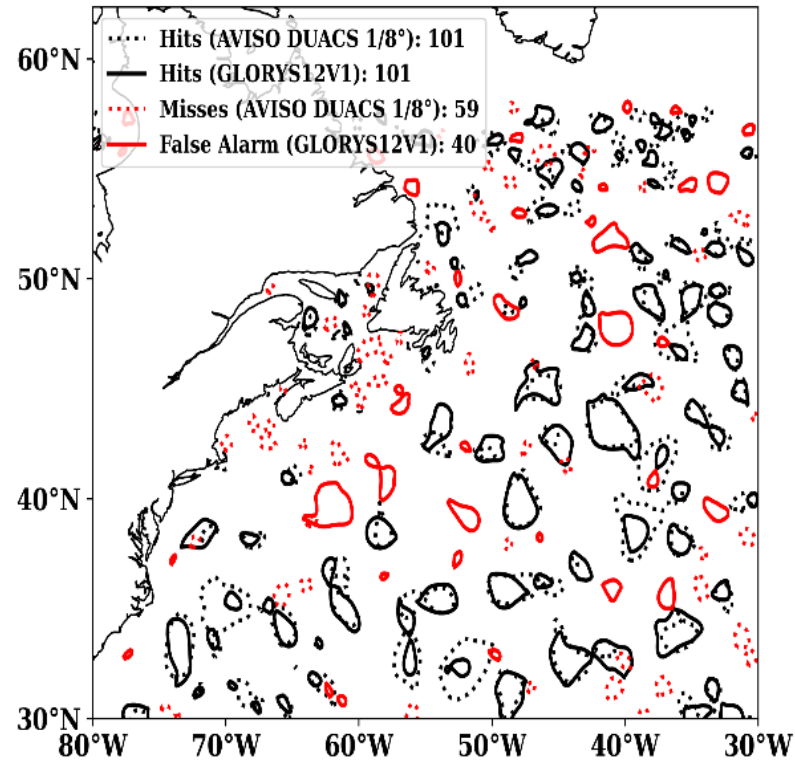 Hits (AVISO DUACS 1/8°): 101
Hits (GLORYS12V1): 101
Misses (AVISO DUACS 1/8°): 59
False Alarm (GLORYS12V1): 40
60°N
50°N
40°N
30°N
80°W 70°W 60°W 50°W 40°W 30°W